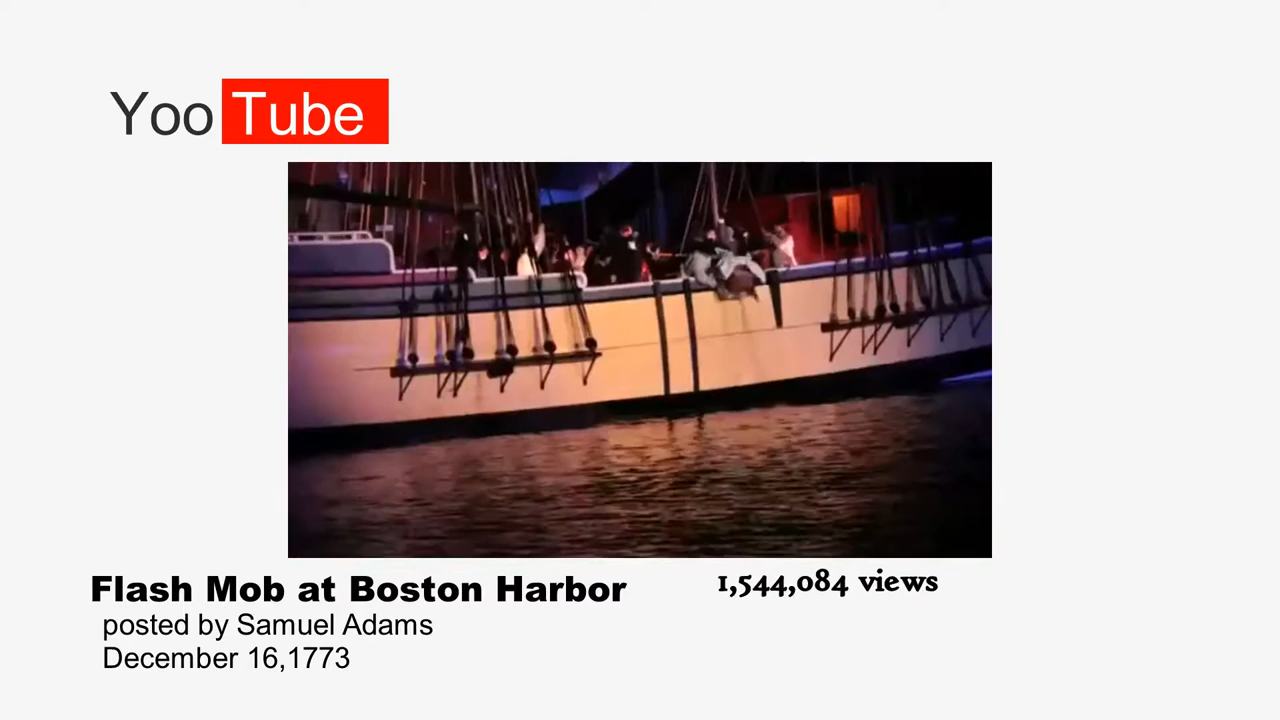 Yoo Tube
Flash Mob at Boston Harbor
1,544,084 views
posted by Samuel Adams
December 16,1773